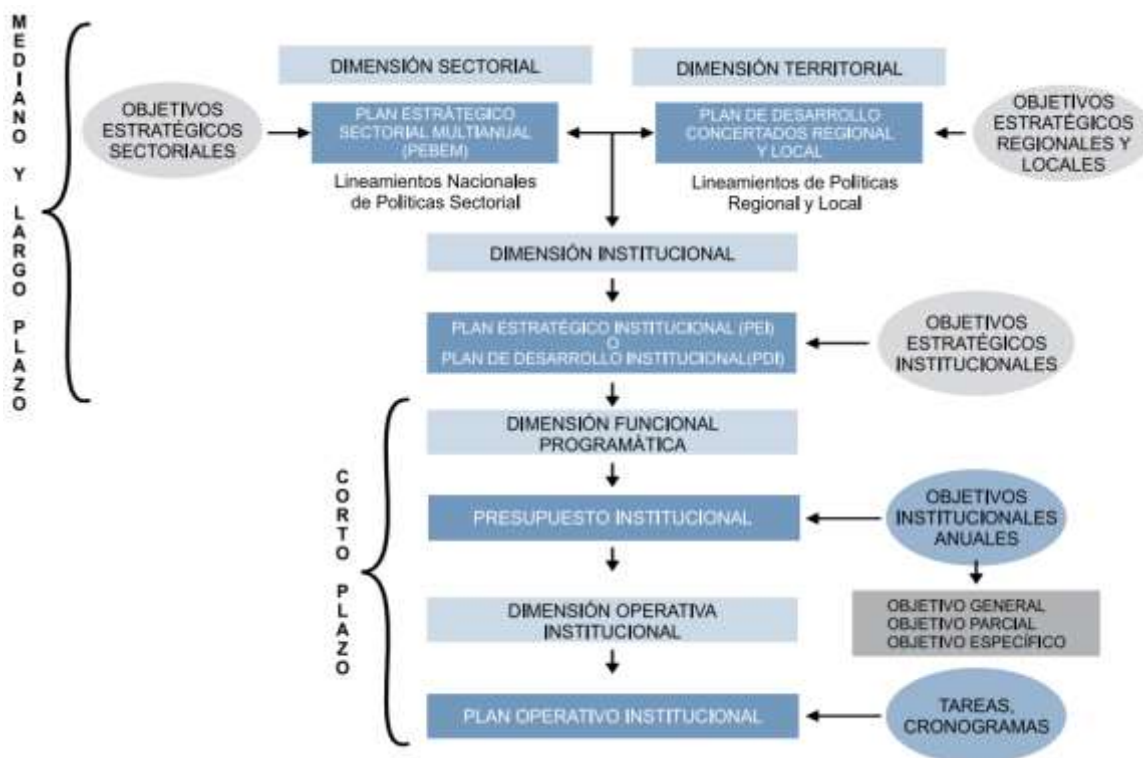 MEDIANO Y LARGO PLAZO
DIMENSIÓN SECTORIAL
DIMENSIÓN TERRITORIAL
OBJETIVOS
ESTRATÉGICOS
SECTORIALES
PLAN ESTRÁTEGICO
SECTORIAL MULTIANUAL
(PEBEM)
PLAN DE DESARROLLO
CONCERTADOS REGIONAL
Y LOCAL
OBJETIVOS
ESTRATÉGICOS
REGIONALES Y
LOCALES
Lineamientos Nacionales
de Políticas Sectorial
Lineamientos de Políticas
Regional y Local
DIMENSIÓN INSTITUCIONAL
PLAN ESTRATÉGICO INSTITUCIONAL (PEI)
O
PLAN DE DESARROLLO INSTITUCIONAL(PDI)
OBJETIVOS
ESTRATÉGICOS
INSTITUCIONALES
CORTO PLAZO
DIMENSIÓN FUNCIONAL
PROGRAMÁTICA
PRESUPUESTO INSTITUCIONAL
OBJETIVOS
INSTITUCIONALES
ANUALES
DIMENSIÓN OPERATIVA
INSTITUCIONAL
OBJETIVO GENERAL
OBJETIVO PARCIAL
OBJETIVO ESPECÍFICO
PLAN OPERATIVO INSTITUCIONAL
TAREAS,
CRONOGRAMAS